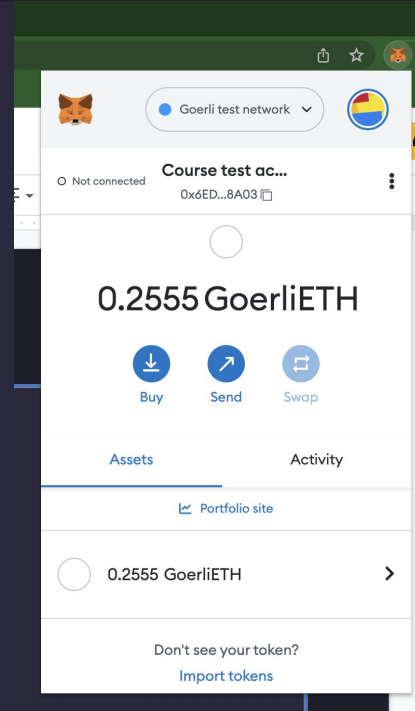 Goerli test network
Not connected
Course test ac...
0x6ED...8A03
0.2555 GoerliETH
Buy
Send
Swap
Assets
Activity
Portfolio site
0.2555 GoerliETH
Don't see your token?
Import tokens